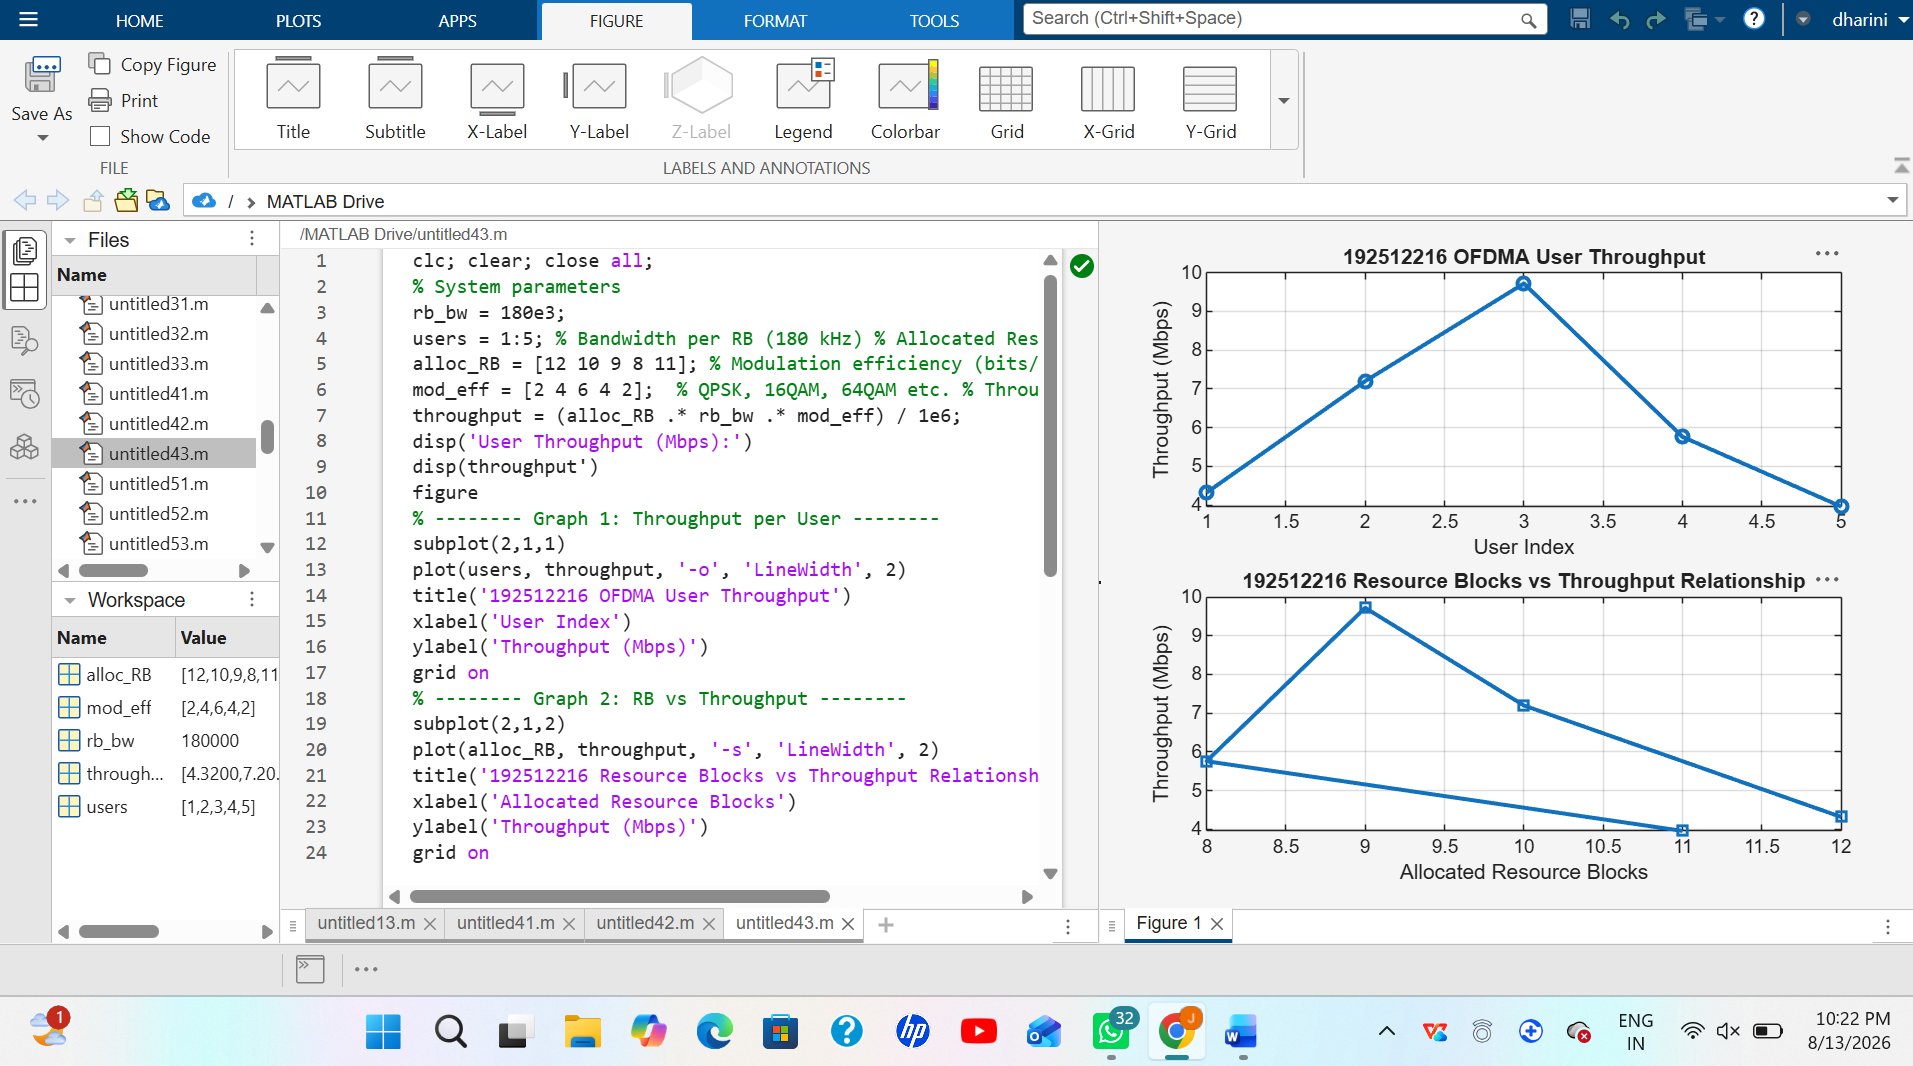 HOME
PLOTS
APPS
FIGURE
FORMAT
TOOLS
Search (Ctrl+Shift+Space)
?
dharini
Save As
Copy Figure
Print
Show Code
FILE
Title
Subtitle
X-Label
Y-Label
Z-Label
Legend
Colorbar
Grid
X-Grid
Y-Grid
LABELS AND ANNOTATIONS
/ › MATLAB Drive
Files
Name
untitled31.m
untitled32.m
untitled33.m
untitled41.m
untitled42.m
untitled43.m
untitled51.m
untitled52.m
untitled53.m
Workspace
Name Value
alloc_RB [12,10,9,8,11
mod_eff [2,4,6,4,2]
rb_bw 180000
through... [4.3200,7.20.
users [1,2,3,4,5]
/MATLAB Drive/untitled43.m
1 clc; clear; close all;
2 % System parameters
3 rb_bw = 180e3;
4 users = 1:5; % Bandwidth per RB (180 kHz) % Allocated Res
5 alloc_RB = [12 10 9 8 11]; % Modulation efficiency (bits/
6 mod_eff = [2 4 6 4 2];  % QPSK, 16QAM, 64QAM etc. % Throu
7 throughput = (alloc_RB .* rb_bw .* mod_eff) / 1e6;
8 disp('User Throughput (Mbps):')
9 disp(throughput')
10 figure
11 % -------- Graph 1: Throughput per User --------
12 subplot(2,1,1)
13 plot(users, throughput, '-o', 'LineWidth', 2)
14 title('192512216 OFDMA User Throughput')
15 xlabel('User Index')
16 ylabel('Throughput (Mbps)')
17 grid on
18 % -------- Graph 2: RB vs Throughput --------
19 subplot(2,1,2)
20 plot(alloc_RB, throughput, '-s', 'LineWidth', 2)
21 title('192512216 Resource Blocks vs Throughput Relationsh
22 xlabel('Allocated Resource Blocks')
23 ylabel('Throughput (Mbps)')
24 grid on
untitled13.m
untitled41.m
untitled42.m
untitled43.m
192512216 OFDMA User Throughput
Throughput (Mbps)
10
9
8
7
6
5
4
1 1.5 2 2.5 3 3.5 4 4.5 5
User Index
192512216 Resource Blocks vs Throughput Relationship
Throughput (Mbps)
10
9
8
7
6
5
4
8 8.5 9 9.5 10 10.5 11 11.5 12
Allocated Resource Blocks
Figure 1
1
?
hp
32
J
W
ENG
IN
10:22 PM
8/13/2026